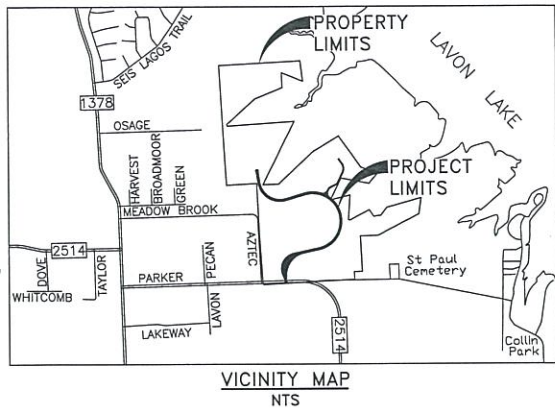 PROPERTY
LIMITS
LAVON LAKE
SEIS LAGOS TRAIL
1378
OSAGE
HARVEST
BROADMOOR
GREEN
MEADOW BROOK
PROJECT
LIMITS
AZTEC
2514
DOVE
WHITCOMB
TAYLOR
PARKER
PECAN
LAVON
LAKEWAY
St Paul
Cemetery
2514
Collin
Park
VICINITY MAP
NTS